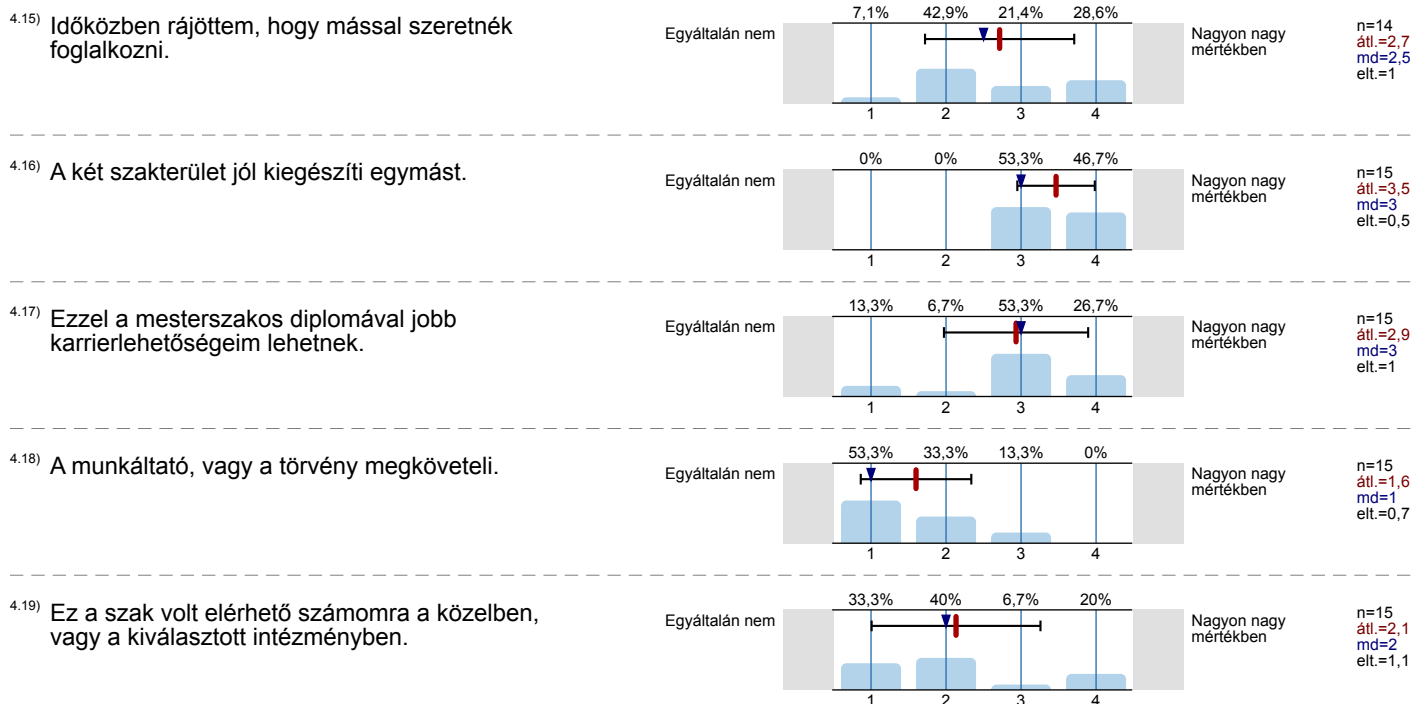 4.15) Időközben rájöttem, hogy mással szeretnék
foglalkozni.
Egyáltalán nem
7,1% 42,9% 21,4% 28,6%
1 2 3 4
Nagyon nagy
mértékben
n=14
átl.=2,7
md=2,5
elt.=1
4.16) A két szakterület jól kiegészíti egymást.
Egyáltalán nem
0% 0% 53,3% 46,7%
1 2 3 4
Nagyon nagy
mértékben
n=15
átl.=3,5
md=3
elt.=0,5
4.17) Ezzel a mesterszakos diplomával jobb
karrierlehetőségeim lehetnek.
Egyáltalán nem
13,3% 6,7% 53,3% 26,7%
1 2 3 4
Nagyon nagy
mértékben
n=15
átl.=2,9
md=3
elt.=1
4.18) A munkáltató, vagy a törvény megköveteli.
Egyáltalán nem
53,3% 33,3% 13,3% 0%
1 2 3 4
Nagyon nagy
mértékben
n=15
átl.=1,6
md=1
elt.=0,7
4.19) Ez a szak volt elérhető számomra a közelben,
vagy a kiválasztott intézményben.
Egyáltalán nem
33,3% 40% 6,7% 20%
1 2 3 4
Nagyon nagy
mértékben
n=15
átl.=2,1
md=2
elt.=1,1